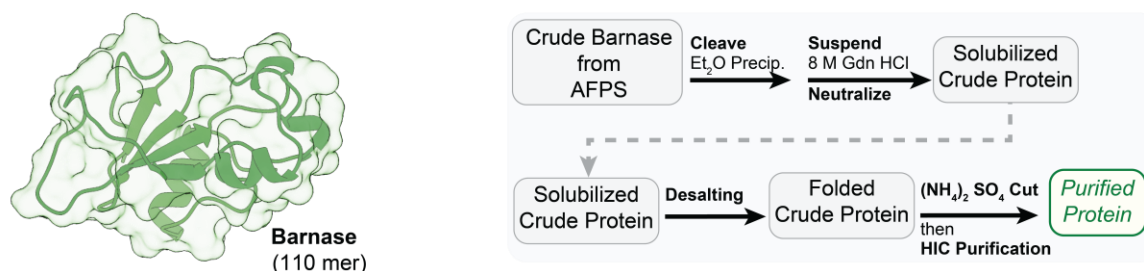 Barnase
(110 mer)
Crude Barnase
from
AFPS
Cleave
Et₂O Precip.
Suspend
8 M Gdn HCl
Neutralize
Solubilized
Crude Protein
Solubilized
Crude Protein
Desalting
Folded
Crude Protein
(NH₄)₂ SO₄ Cut
then
HIC Purification
Purified
Protein